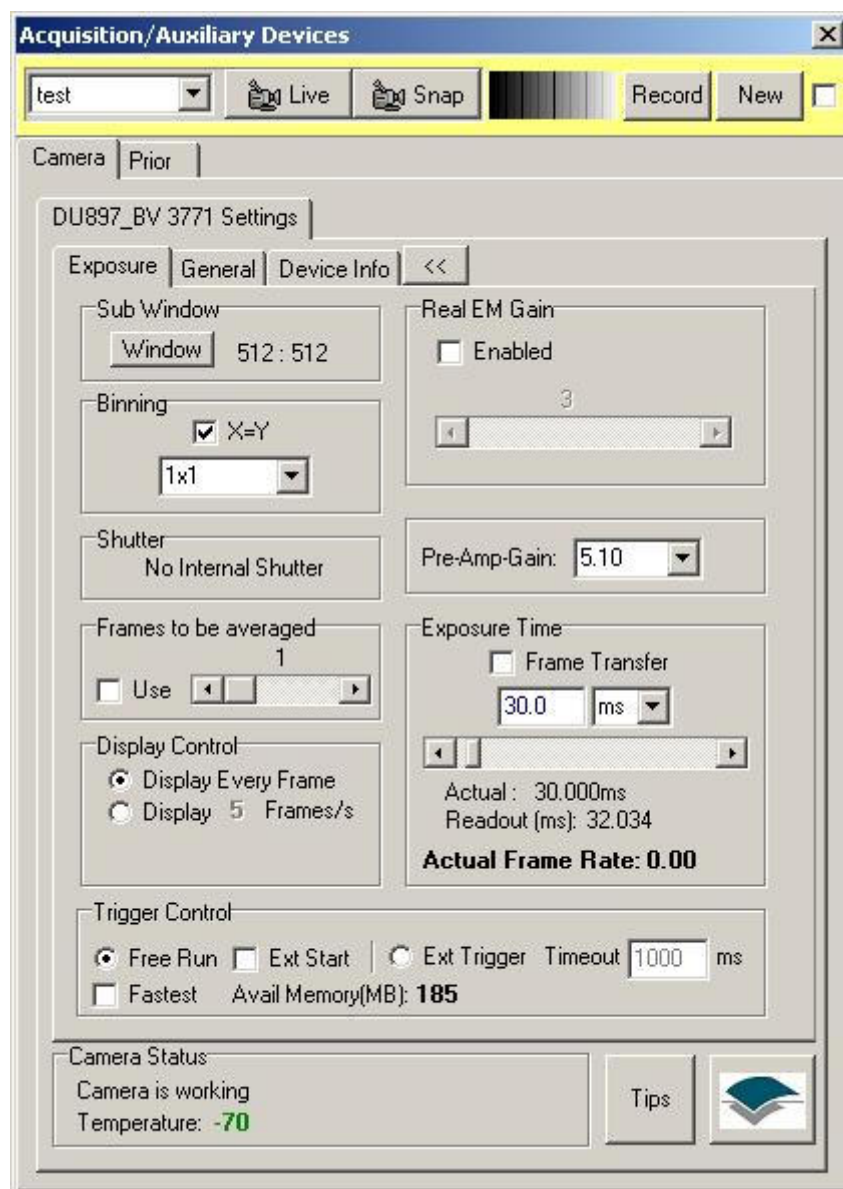 Acquisition/Auxiliary Devices
test Live Snap Record New
Camera Prior
DU897_BV 3771 Settings
Exposure General Device Info <<
Sub Window
Window 512 : 512
Real EM Gain
Enabled
3
Binning
X=Y
1x1
Shutter
No Internal Shutter
Pre-Amp-Gain: 5.10
Frames to be averaged
1
Use
Exposure Time
Frame Transfer
30.0 ms
Actual : 30.000ms
Readout (ms): 32.034
Actual Frame Rate: 0.00
Display Control
Display Every Frame
Display 5 Frames/s
Trigger Control
Free Run Ext Start Ext Trigger Timeout 1000 ms
Fastest Avail Memory(MB): 185
Camera Status
Camera is working
Temperature: -70
Tips